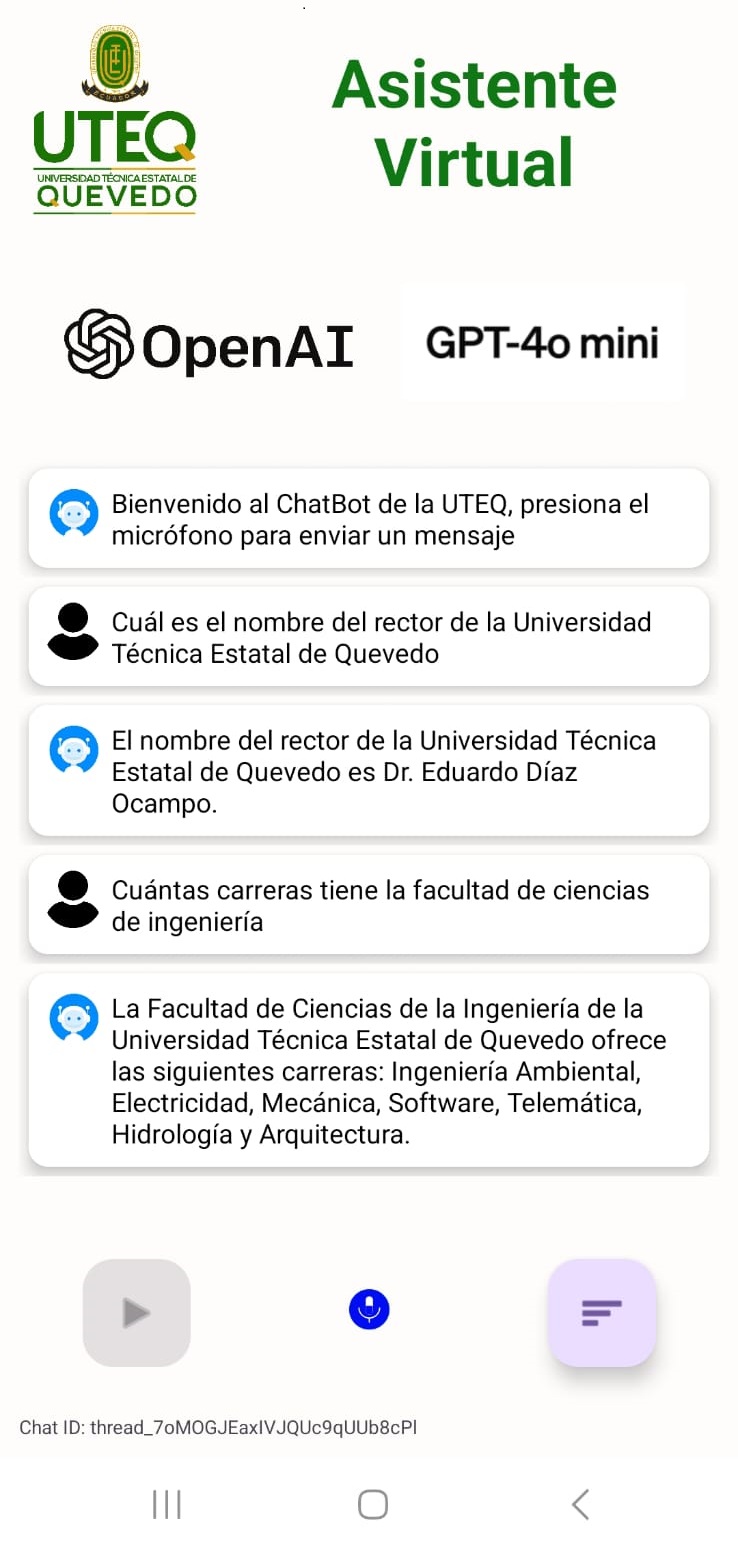 Asistente
Virtual
ECUADOR
UTEQ
UNIVERSIDAD TÉCNICA ESTATAL DE
QUEVEDO
OpenAI
GPT-4o mini
Bienvenido al ChatBot de la UTEQ, presiona el
micrófono para enviar un mensaje
Cuál es el nombre del rector de la Universidad
Técnica Estatal de Quevedo
El nombre del rector de la Universidad Técnica
Estatal de Quevedo es Dr. Eduardo Díaz
Ocampo.
Cuántas carreras tiene la facultad de ciencias
de ingeniería
La Facultad de Ciencias de la Ingeniería de la
Universidad Técnica Estatal de Quevedo ofrece
las siguientes carreras: Ingeniería Ambiental,
Electricidad, Mecánica, Software, Telemática,
Hidrología y Arquitectura.
Chat ID: thread_7oMOGJEaxIVJQUc9qUUb8cPl